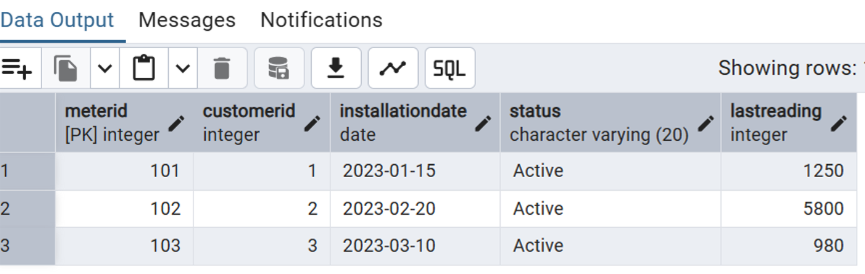 Data Output Messages Notifications
SQL Showing rows:
meterid customerid installationdate status lastreading
[PK] integer integer date character varying (20) integer
1 101 1 2023-01-15 Active 1250
2 102 2 2023-02-20 Active 5800
3 103 3 2023-03-10 Active 980